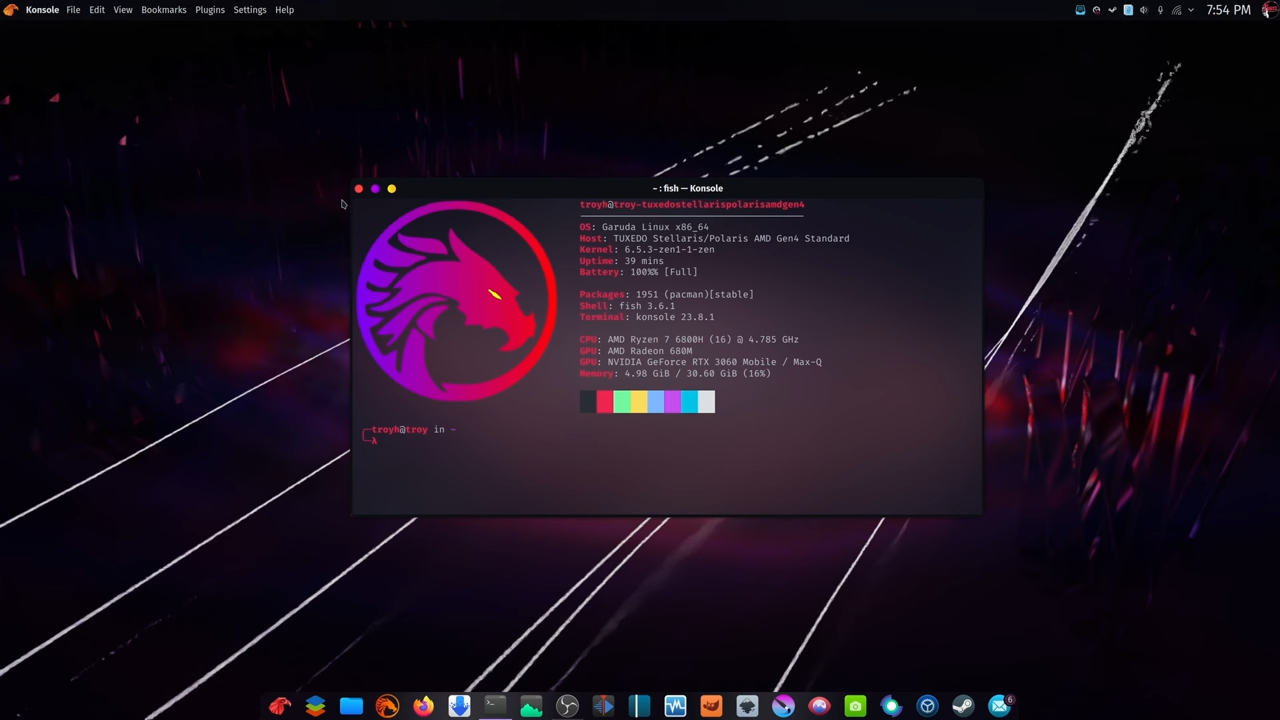 Konsole File Edit View Bookmarks Plugins Settings Help
7:54 PM
~ : fish — Konsole
troyh@troy-tuxedostellarispolarisamdgen4
OS: Garuda Linux x86_64
Host: TUXEDO Stellaris/Polaris AMD Gen4 Standard
Kernel: 6.5.3-zen1-1-zen
Uptime: 39 mins
Battery: 100%% [Full]
Packages: 1951 (pacman)[stable]
Shell: fish 3.6.1
Terminal: konsole 23.8.1
CPU: AMD Ryzen 7 6800H (16) @ 4.785 GHz
GPU: AMD Radeon 680M
GPU: NVIDIA GeForce RTX 3060 Mobile / Max-Q
Memory: 4.98 GiB / 30.60 GiB (16%)
╭─troyh@troy in ~
╰─λ
6